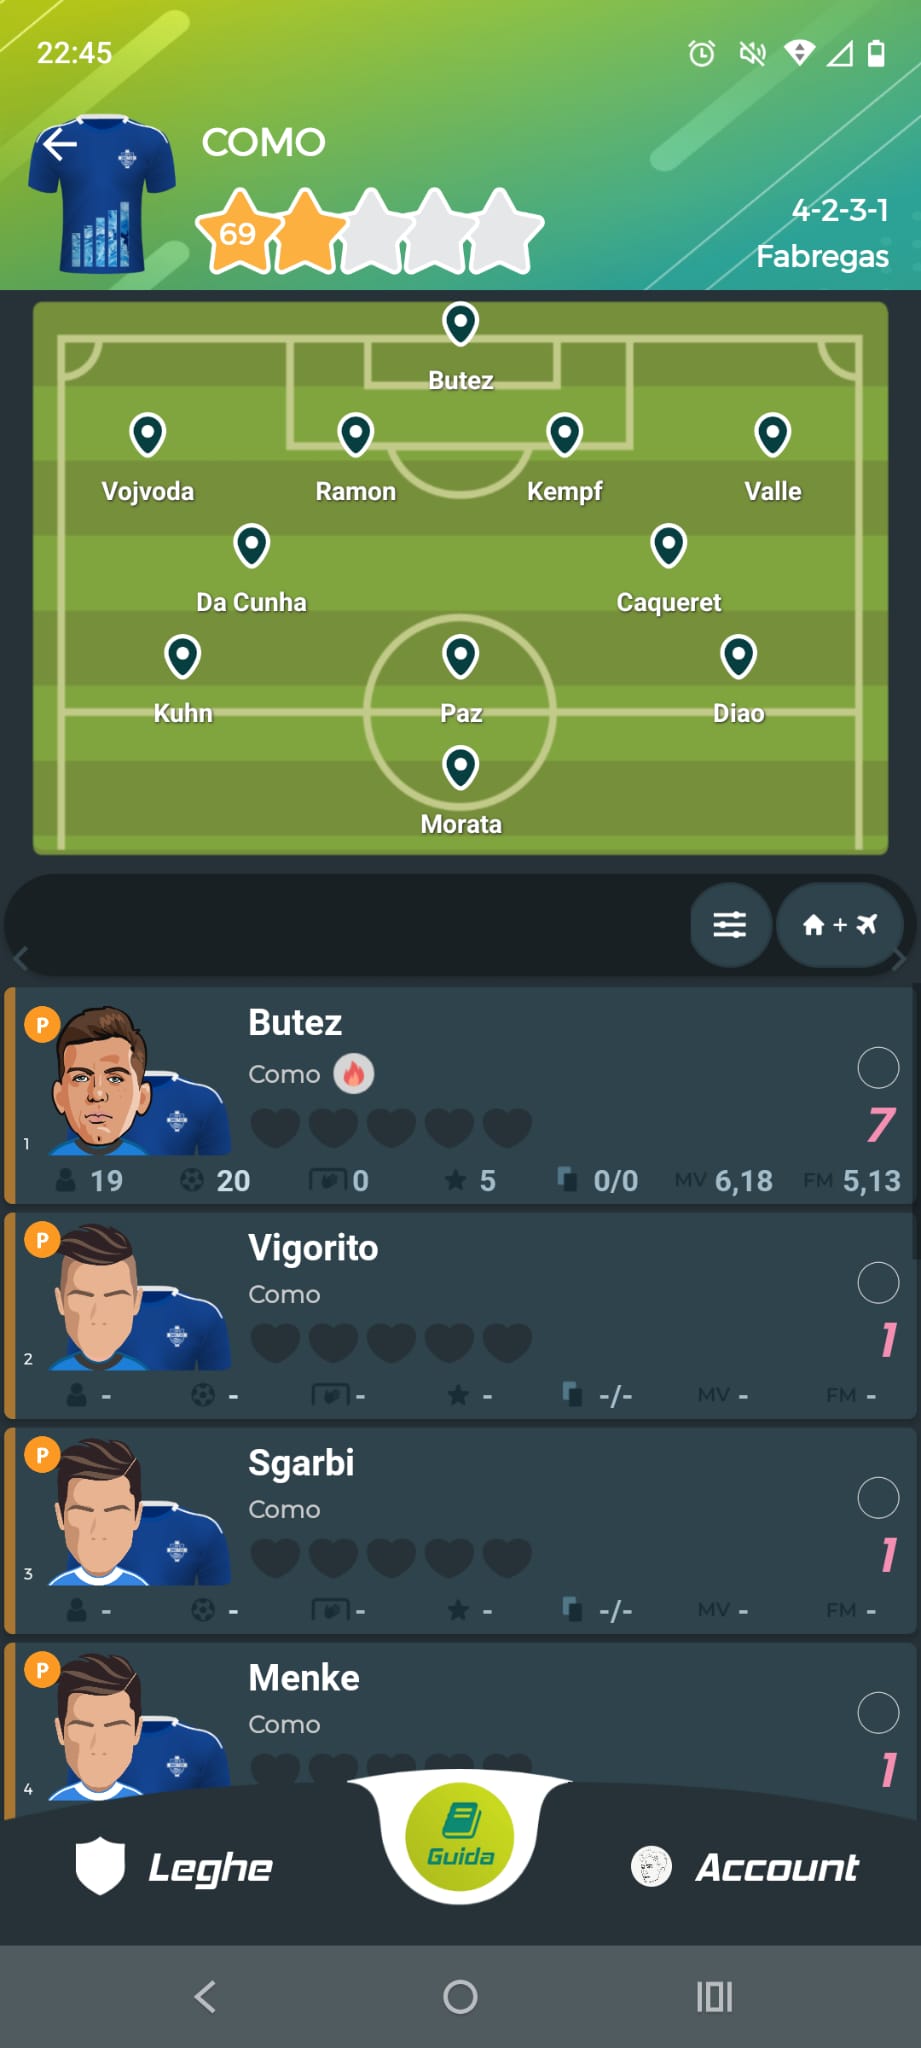 22:45
COMO
69
4-2-3-1
Fabregas
Butez
Vojvoda Ramon Kempf Valle
Da Cunha Caqueret
Kuhn Paz Diao
Morata
+
P
Butez
Como
1
7
19 20 0 5 0/0 MV 6,18 FM 5,13
P
Vigorito
Como
2
1
- - - - -/- MV - FM -
P
Sgarbi
Como
3
1
- - - - -/- MV - FM -
P
Menke
Como
4
1
Leghe Guida Account